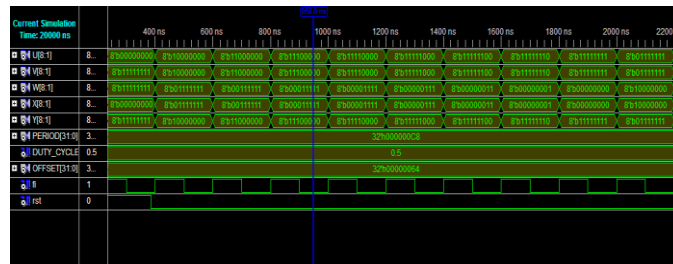 Current Simulation
Time: 20000 ns
400 ns 600 ns 800 ns 1000 ns 1200 ns 1400 ns 1600 ns 1800 ns 2000 ns 2200
U[8:1] 8... 8'b00000000 8'b10000000 8'b11000000 8'b11100000 8'b11110000 8'b11111000 8'b11111100 8'b11111110 8'b11111111 8'b01111111
V[8:1] 8... 8'b11111111 8'b10000000 8'b11000000 8'b11100000 8'b11110000 8'b11111000 8'b11111100 8'b11111110 8'b11111111 8'b01111111
W[8:1] 8... 8'b11111111 8'b01111111 8'b00111111 8'b00011111 8'b00001111 8'b00000111 8'b00000011 8'b00000001 8'b00000000 8'b10000000
X[8:1] 8... 8'b00000000 8'b01111111 8'b00111111 8'b00011111 8'b00001111 8'b00000111 8'b00000011 8'b00000001 8'b00000000 8'b10000000
Y[8:1] 8... 8'b11111111 8'b10000000 8'b11000000 8'b11100000 8'b11110000 8'b11111000 8'b11111100 8'b11111110 8'b11111111 8'b01111111
PERIOD[31:0] 3... 32'h000000C8
DUTY_CYCLE 0.5 0.5
OFFSET[31:0] 3... 32'h00000064
fi 1
rst 0